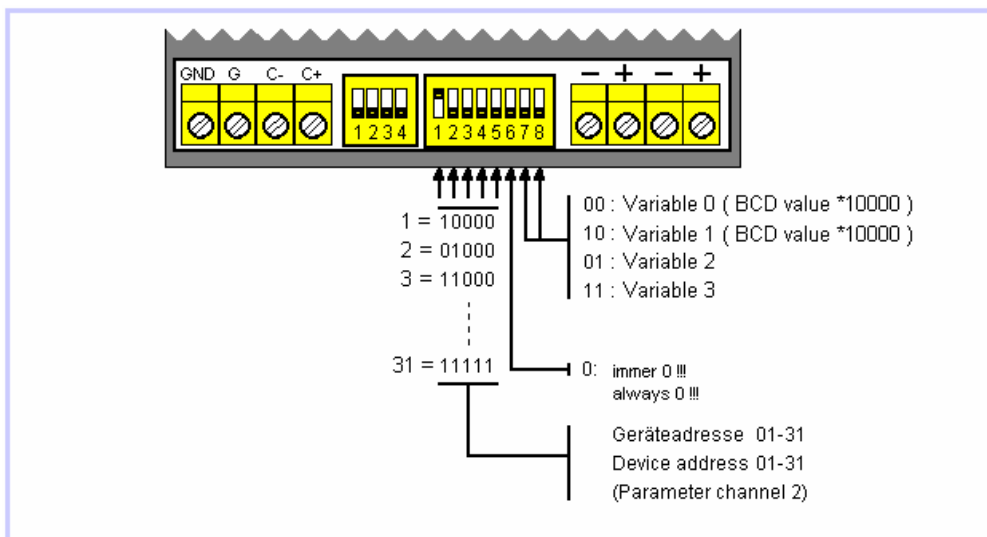 GND G C- C+
− + − +
1 2 3 4
1 2 3 4 5 6 7 8
1 = 10000
2 = 01000
3 = 11000
31 = 11111
00 : Variable 0 ( BCD value *10000 )
10 : Variable 1 ( BCD value *10000 )
01 : Variable 2
11 : Variable 3
0: immer 0 !!!
always 0 !!!
Geräteadresse 01-31
Device address 01-31
(Parameter channel 2)